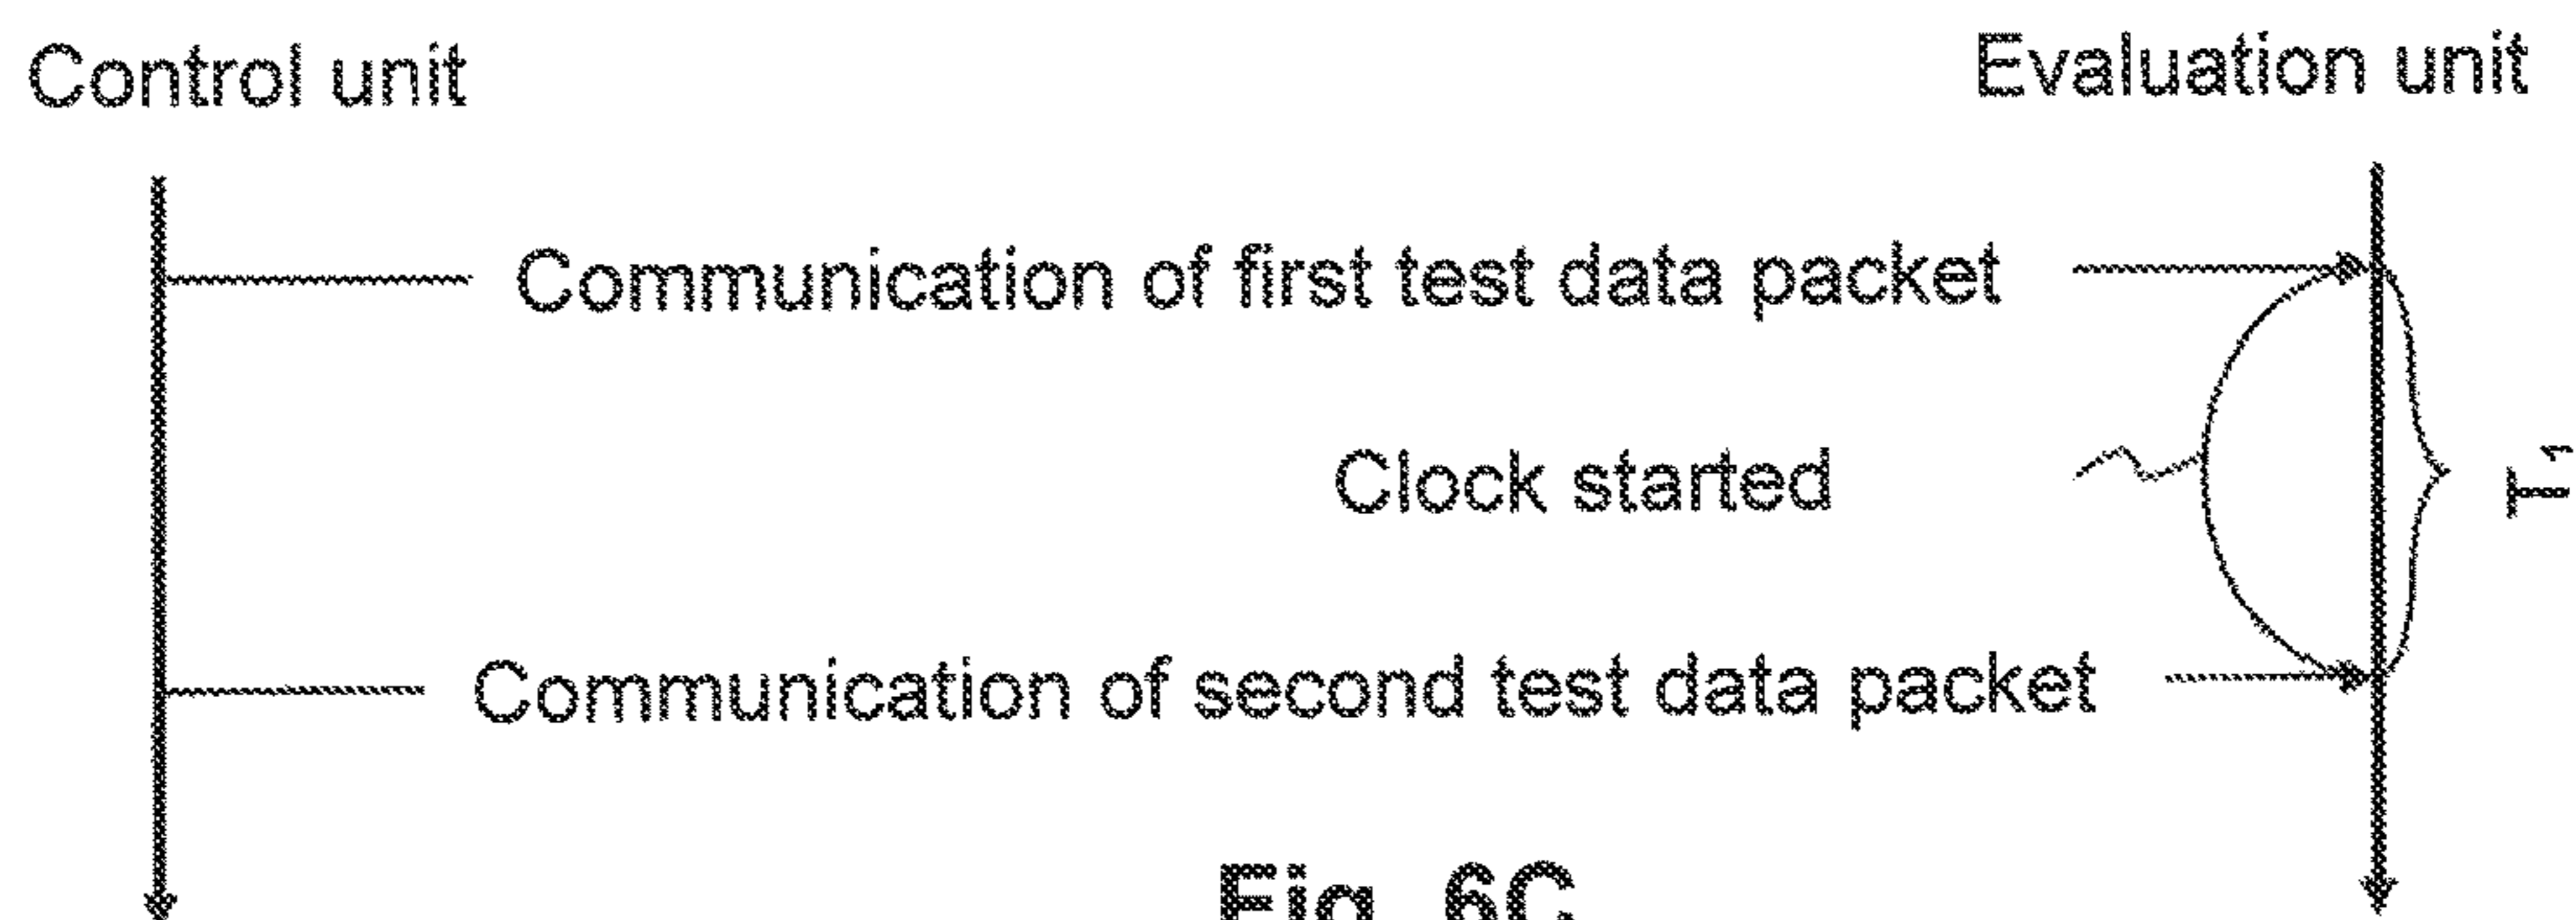 Control unit
Evaluation unit
Communication of first test data packet
Clock started
T1
Communication of second test data packet
Fig. 6C